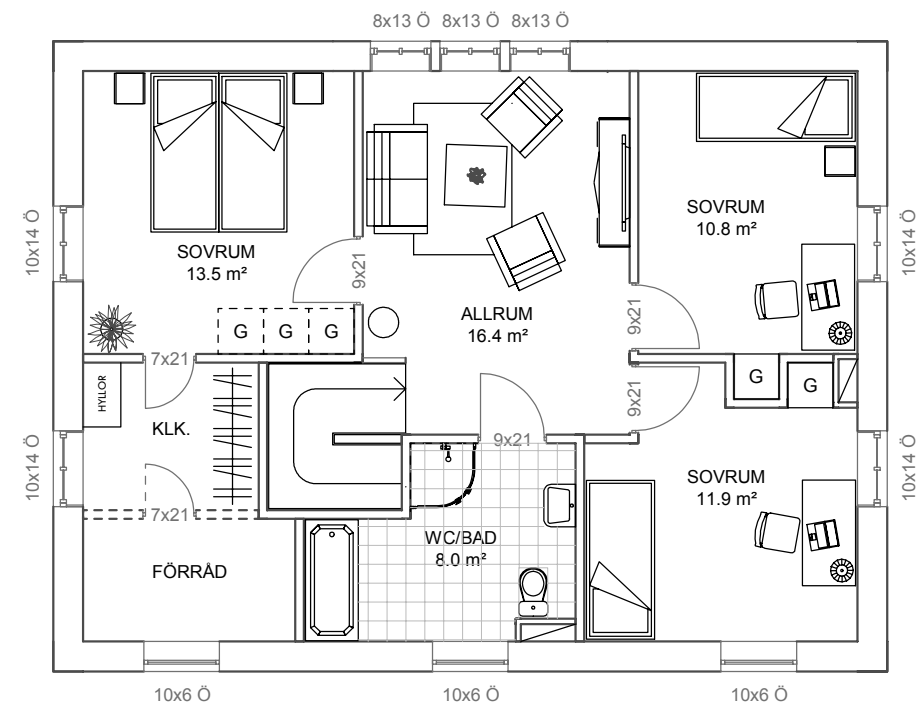 8x13 Ö 8x13 Ö 8x13 Ö
10x14 Ö
SOVRUM
13.5 m²
9x21
G G G
7x21
ALLRUM
16.4 m²
SOVRUM
10.8 m²
10x14 Ö
9x21
9x21
G
G
HYLLOR
KLK.
7x21
10x14 Ö
FÖRRÅD
9x21
WC/BAD
8.0 m²
SOVRUM
11.9 m²
10x14 Ö
10x6 Ö
10x6 Ö
10x6 Ö